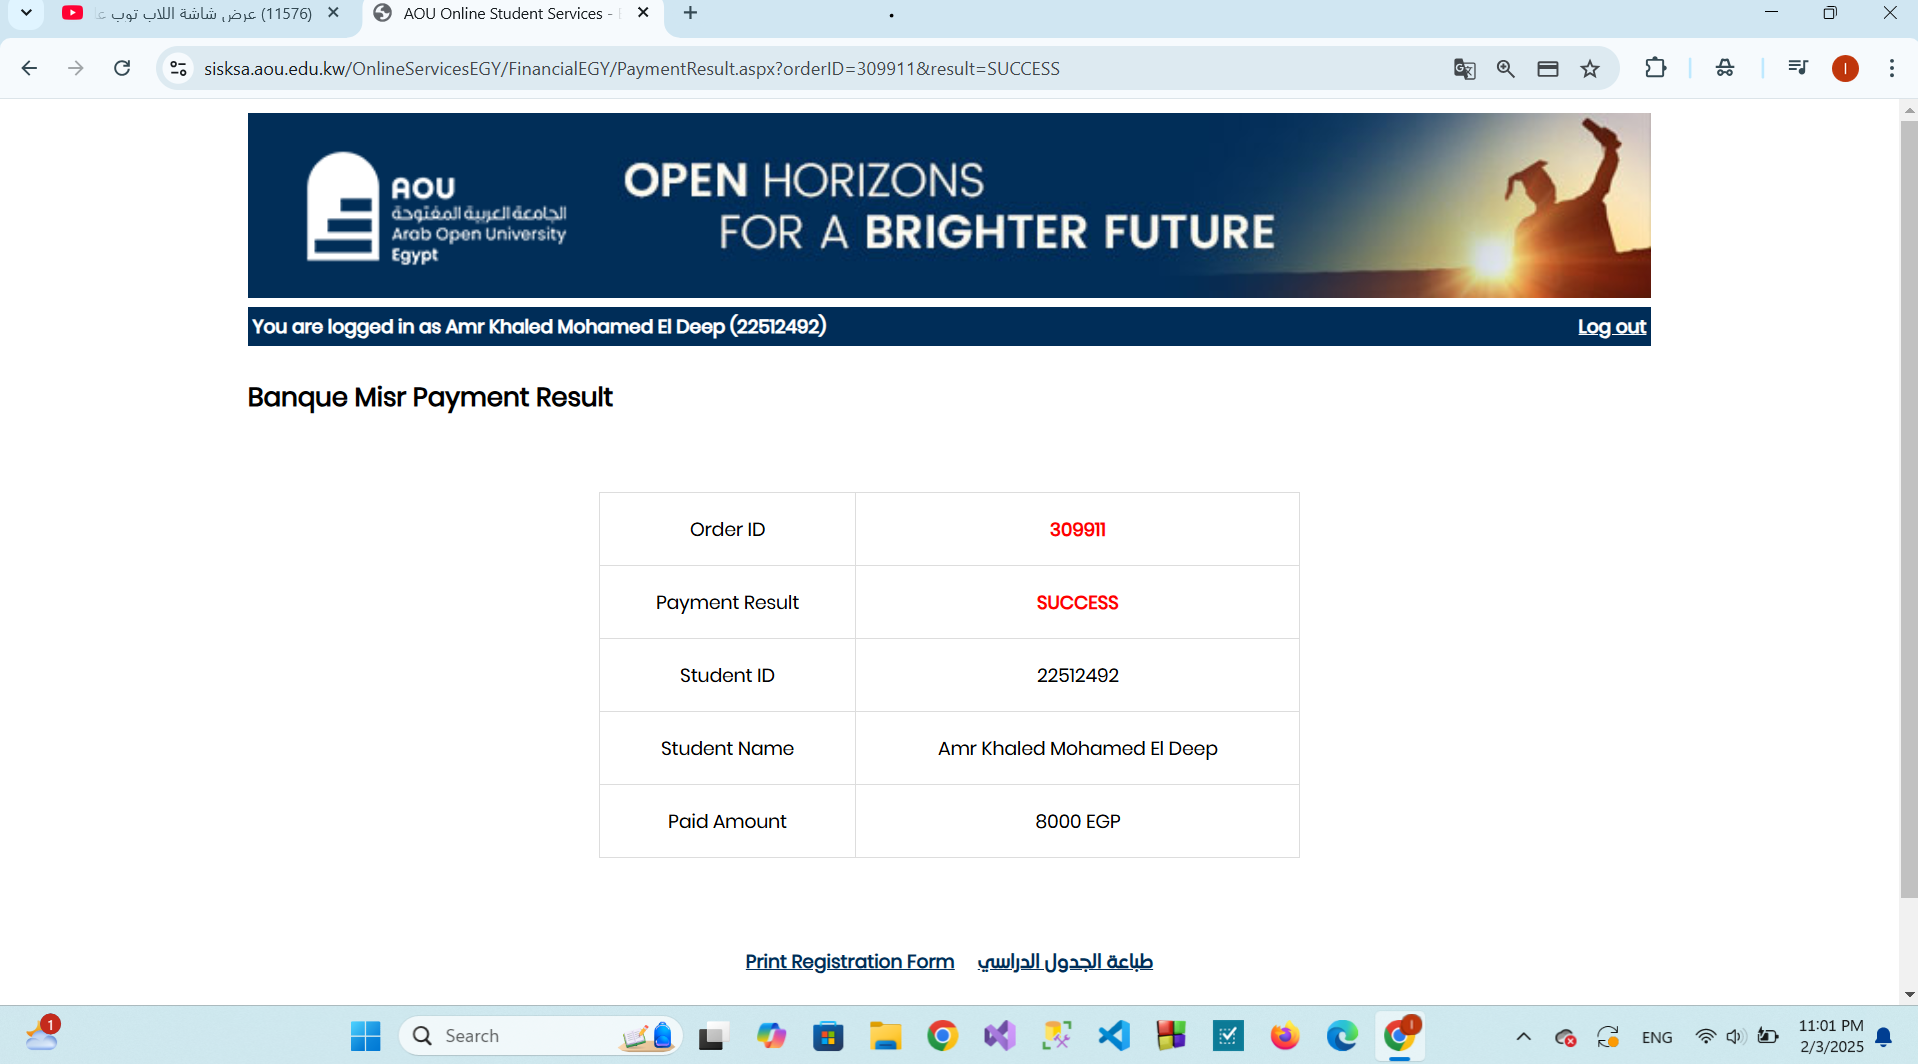 (11576) عرض شاشة اللاب توب عا
AOU Online Student Services -
sisksa.aou.edu.kw/OnlineServicesEGY/FinancialEGY/PaymentResult.aspx?orderID=309911&result=SUCCESS
I
AOU
الجامعة العربية المفتوحة
Arab Open University
Egypt
OPEN HORIZONS
FOR A BRIGHTER FUTURE
You are logged in as Amr Khaled Mohamed El Deep (22512492)
Log out
Banque Misr Payment Result
Order ID 309911
Payment Result SUCCESS
Student ID 22512492
Student Name Amr Khaled Mohamed El Deep
Paid Amount 8000 EGP
Print Registration Form طباعة الجدول الدراسي
1
Search
I
ENG
11:01 PM
2/3/2025